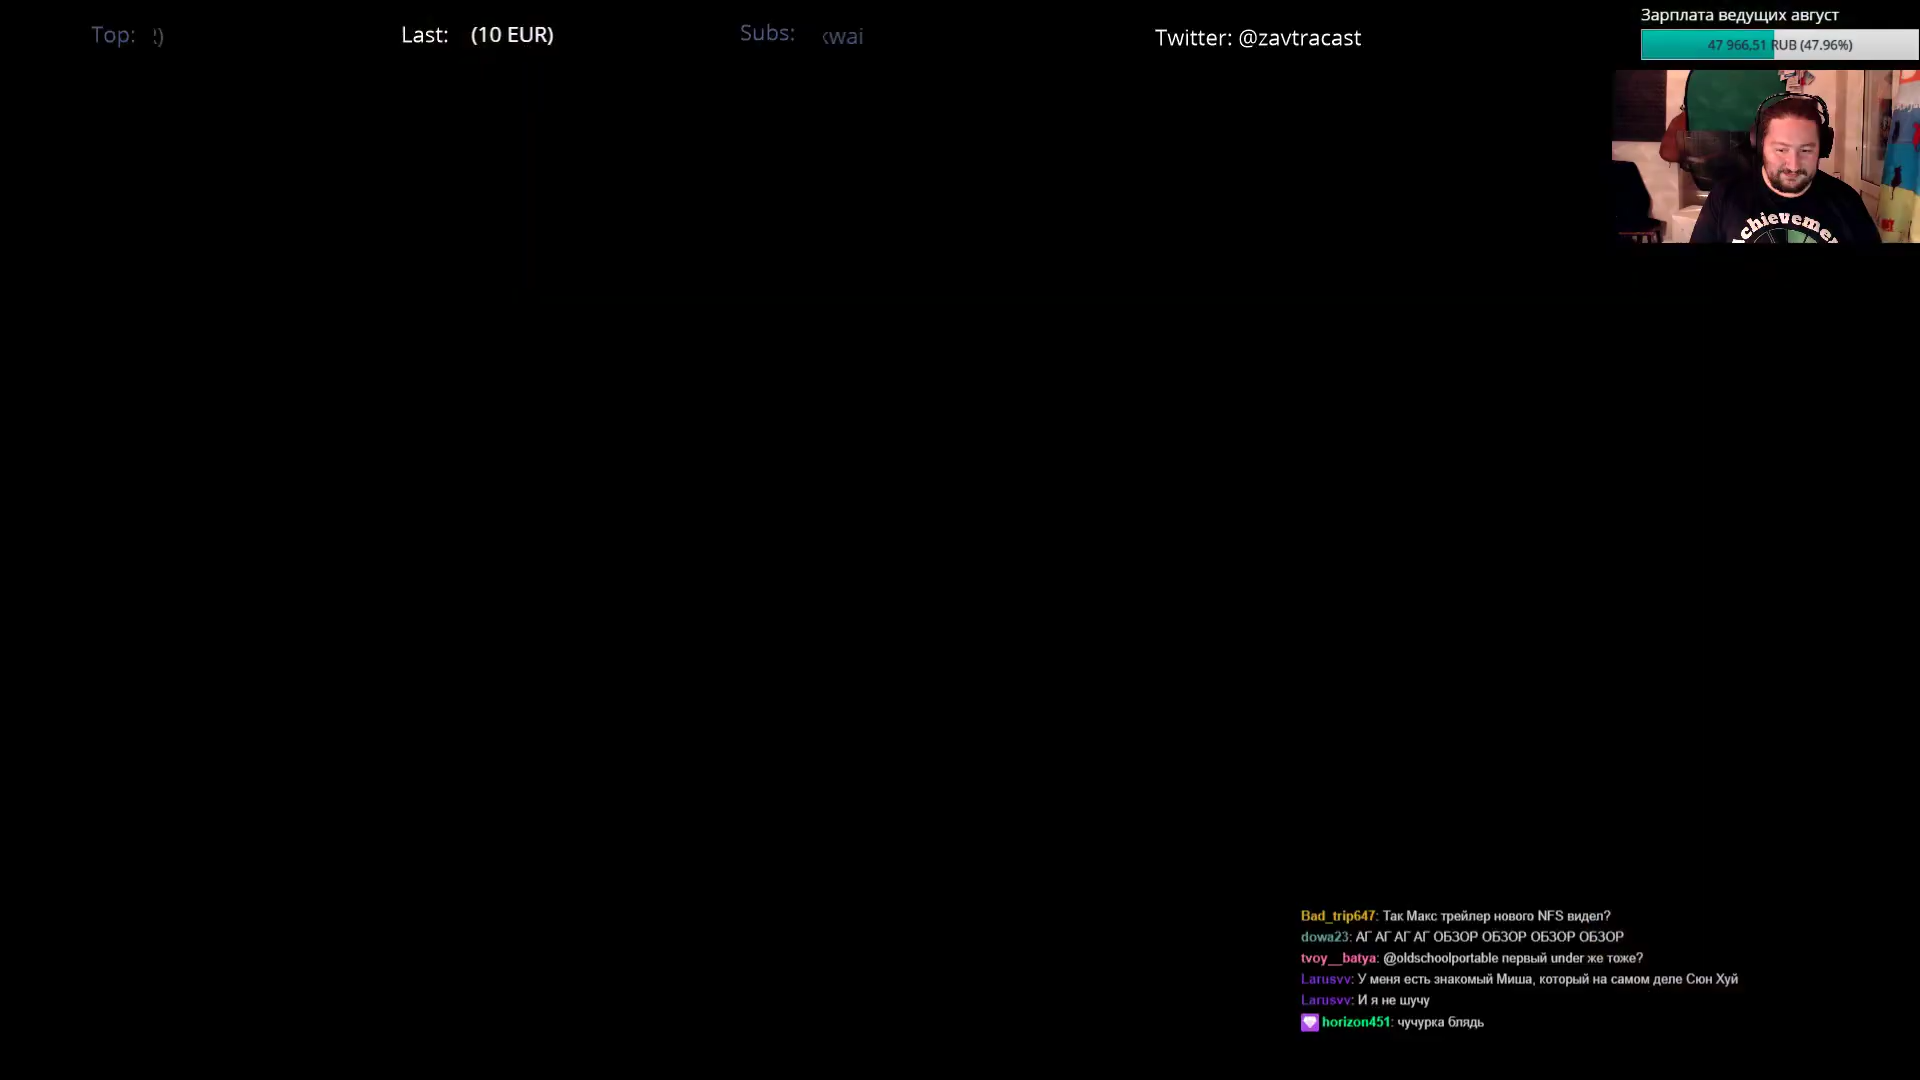 Top: :)
Last: (10 EUR)
Subs: kwai
Twitter: @zavtracast
Зарплата ведущих август
47 966,51 RUB (47.96%)
chieveme
Bad_trip647: Так Макс трейлер нового NFS видел?
dowa23: АГ АГ АГ АГ ОБЗОР ОБЗОР ОБЗОР ОБЗОР
tvoy__batya: @oldschoolportable первый under же тоже?
Larusvv: У меня есть знакомый Миша, который на самом деле Сюн Хуй
Larusvv: И я не шучу
horizon451: чучурка блядь